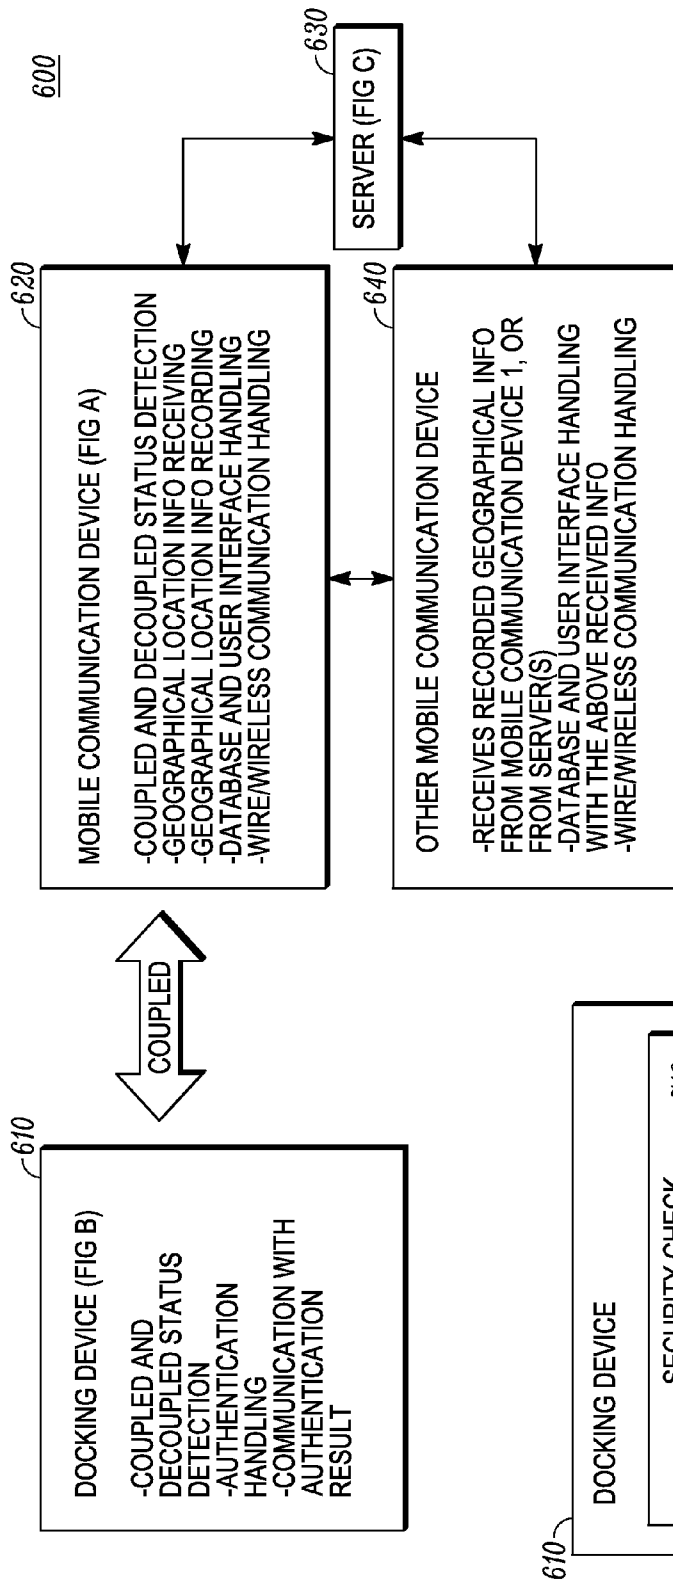 600
610
DOCKING DEVICE (FIG B)
-COUPLED AND
DECOUPLED STATUS
DETECTION
-AUTHENTICATION
HANDLING
-COMMUNICATION WITH
AUTHENTICATION
RESULT
COUPLED
620
MOBILE COMMUNICATION DEVICE (FIG A)
-COUPLED AND DECOUPLED STATUS DETECTION
-GEOGRAPHICAL LOCATION INFO RECEIVING
-GEOGRAPHICAL LOCATION INFO RECORDING
-DATABASE AND USER INTERFACE HANDLING
-WIRE/WIRELESS COMMUNICATION HANDLING
630
SERVER (FIG C)
640
OTHER MOBILE COMMUNICATION DEVICE
-RECEIVES RECORDED GEOGRAPHICAL INFO
FROM MOBILE COMMUNICATION DEVICE 1, OR
FROM SERVER(S)
-DATABASE AND USER INTERFACE HANDLING
WITH THE ABOVE RECEIVED INFO
-WIRE/WIRELESS COMMUNICATION HANDLING
610
DOCKING DEVICE
SECURITY CHECK